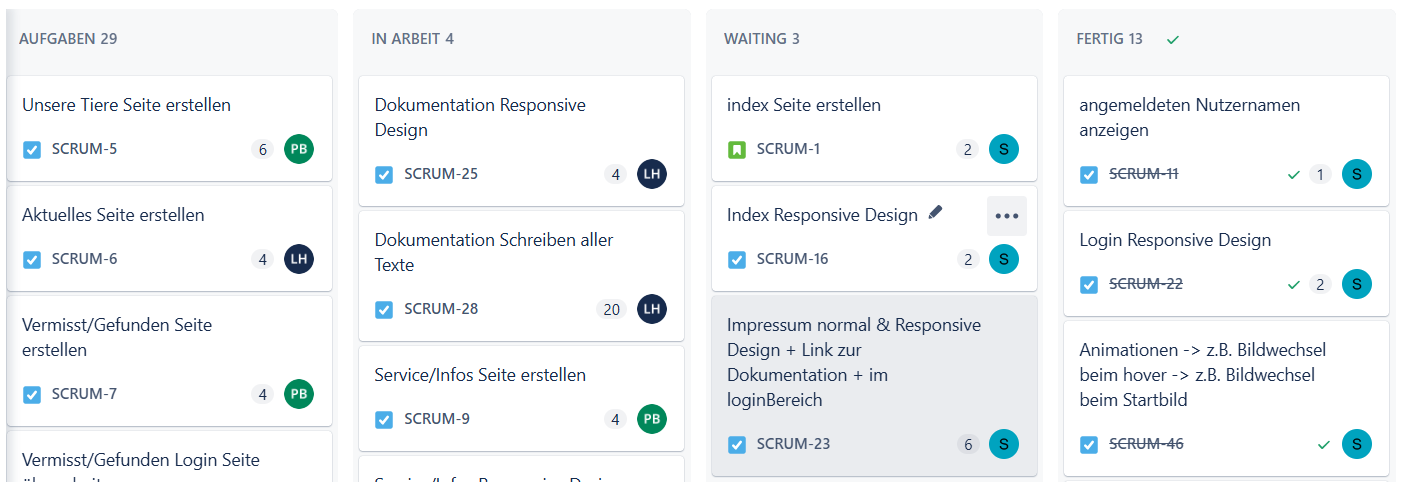 AUFGABEN 29
Unsere Tiere Seite erstellen
SCRUM-5 6 PB
Aktuelles Seite erstellen
SCRUM-6 4 LH
Vermisst/Gefunden Seite
erstellen
SCRUM-7 4 PB
Vermisst/Gefunden Login Seite
IN ARBEIT 4
Dokumentation Responsive
Design
SCRUM-25 4 LH
Dokumentation Schreiben aller
Texte
SCRUM-28 20 LH
Service/Infos Seite erstellen
SCRUM-9 4 PB
Service/Infos Responsive Design
WAITING 3
index Seite erstellen
SCRUM-1 2 S
Index Responsive Design
SCRUM-16 2 S
Impressum normal & Responsive
Design + Link zur
Dokumentation + im
loginBereich
SCRUM-23 6 S
FERTIG 13
angemeldeten Nutzernamen
anzeigen
SCRUM-11 1 S
Login Responsive Design
SCRUM-22 2 S
Animationen -> z.B. Bildwechsel
beim hover -> z.B. Bildwechsel
beim Startbild
SCRUM-46 S